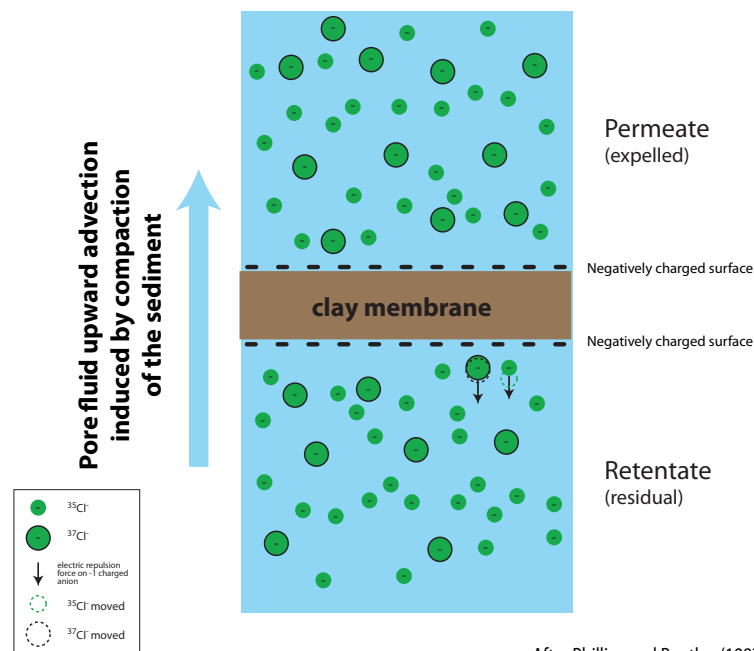 Permeate
(expelled)
Pore fluid upward advection
induced by compaction
of the sediment
Negatively charged surface
clay membrane
Negatively charged surface
Retentate
(residual)
³⁵Cl⁻
³⁷Cl⁻
electric repulsion
force on -1 charged
anion
³⁵Cl⁻ moved
³⁷Cl⁻ moved